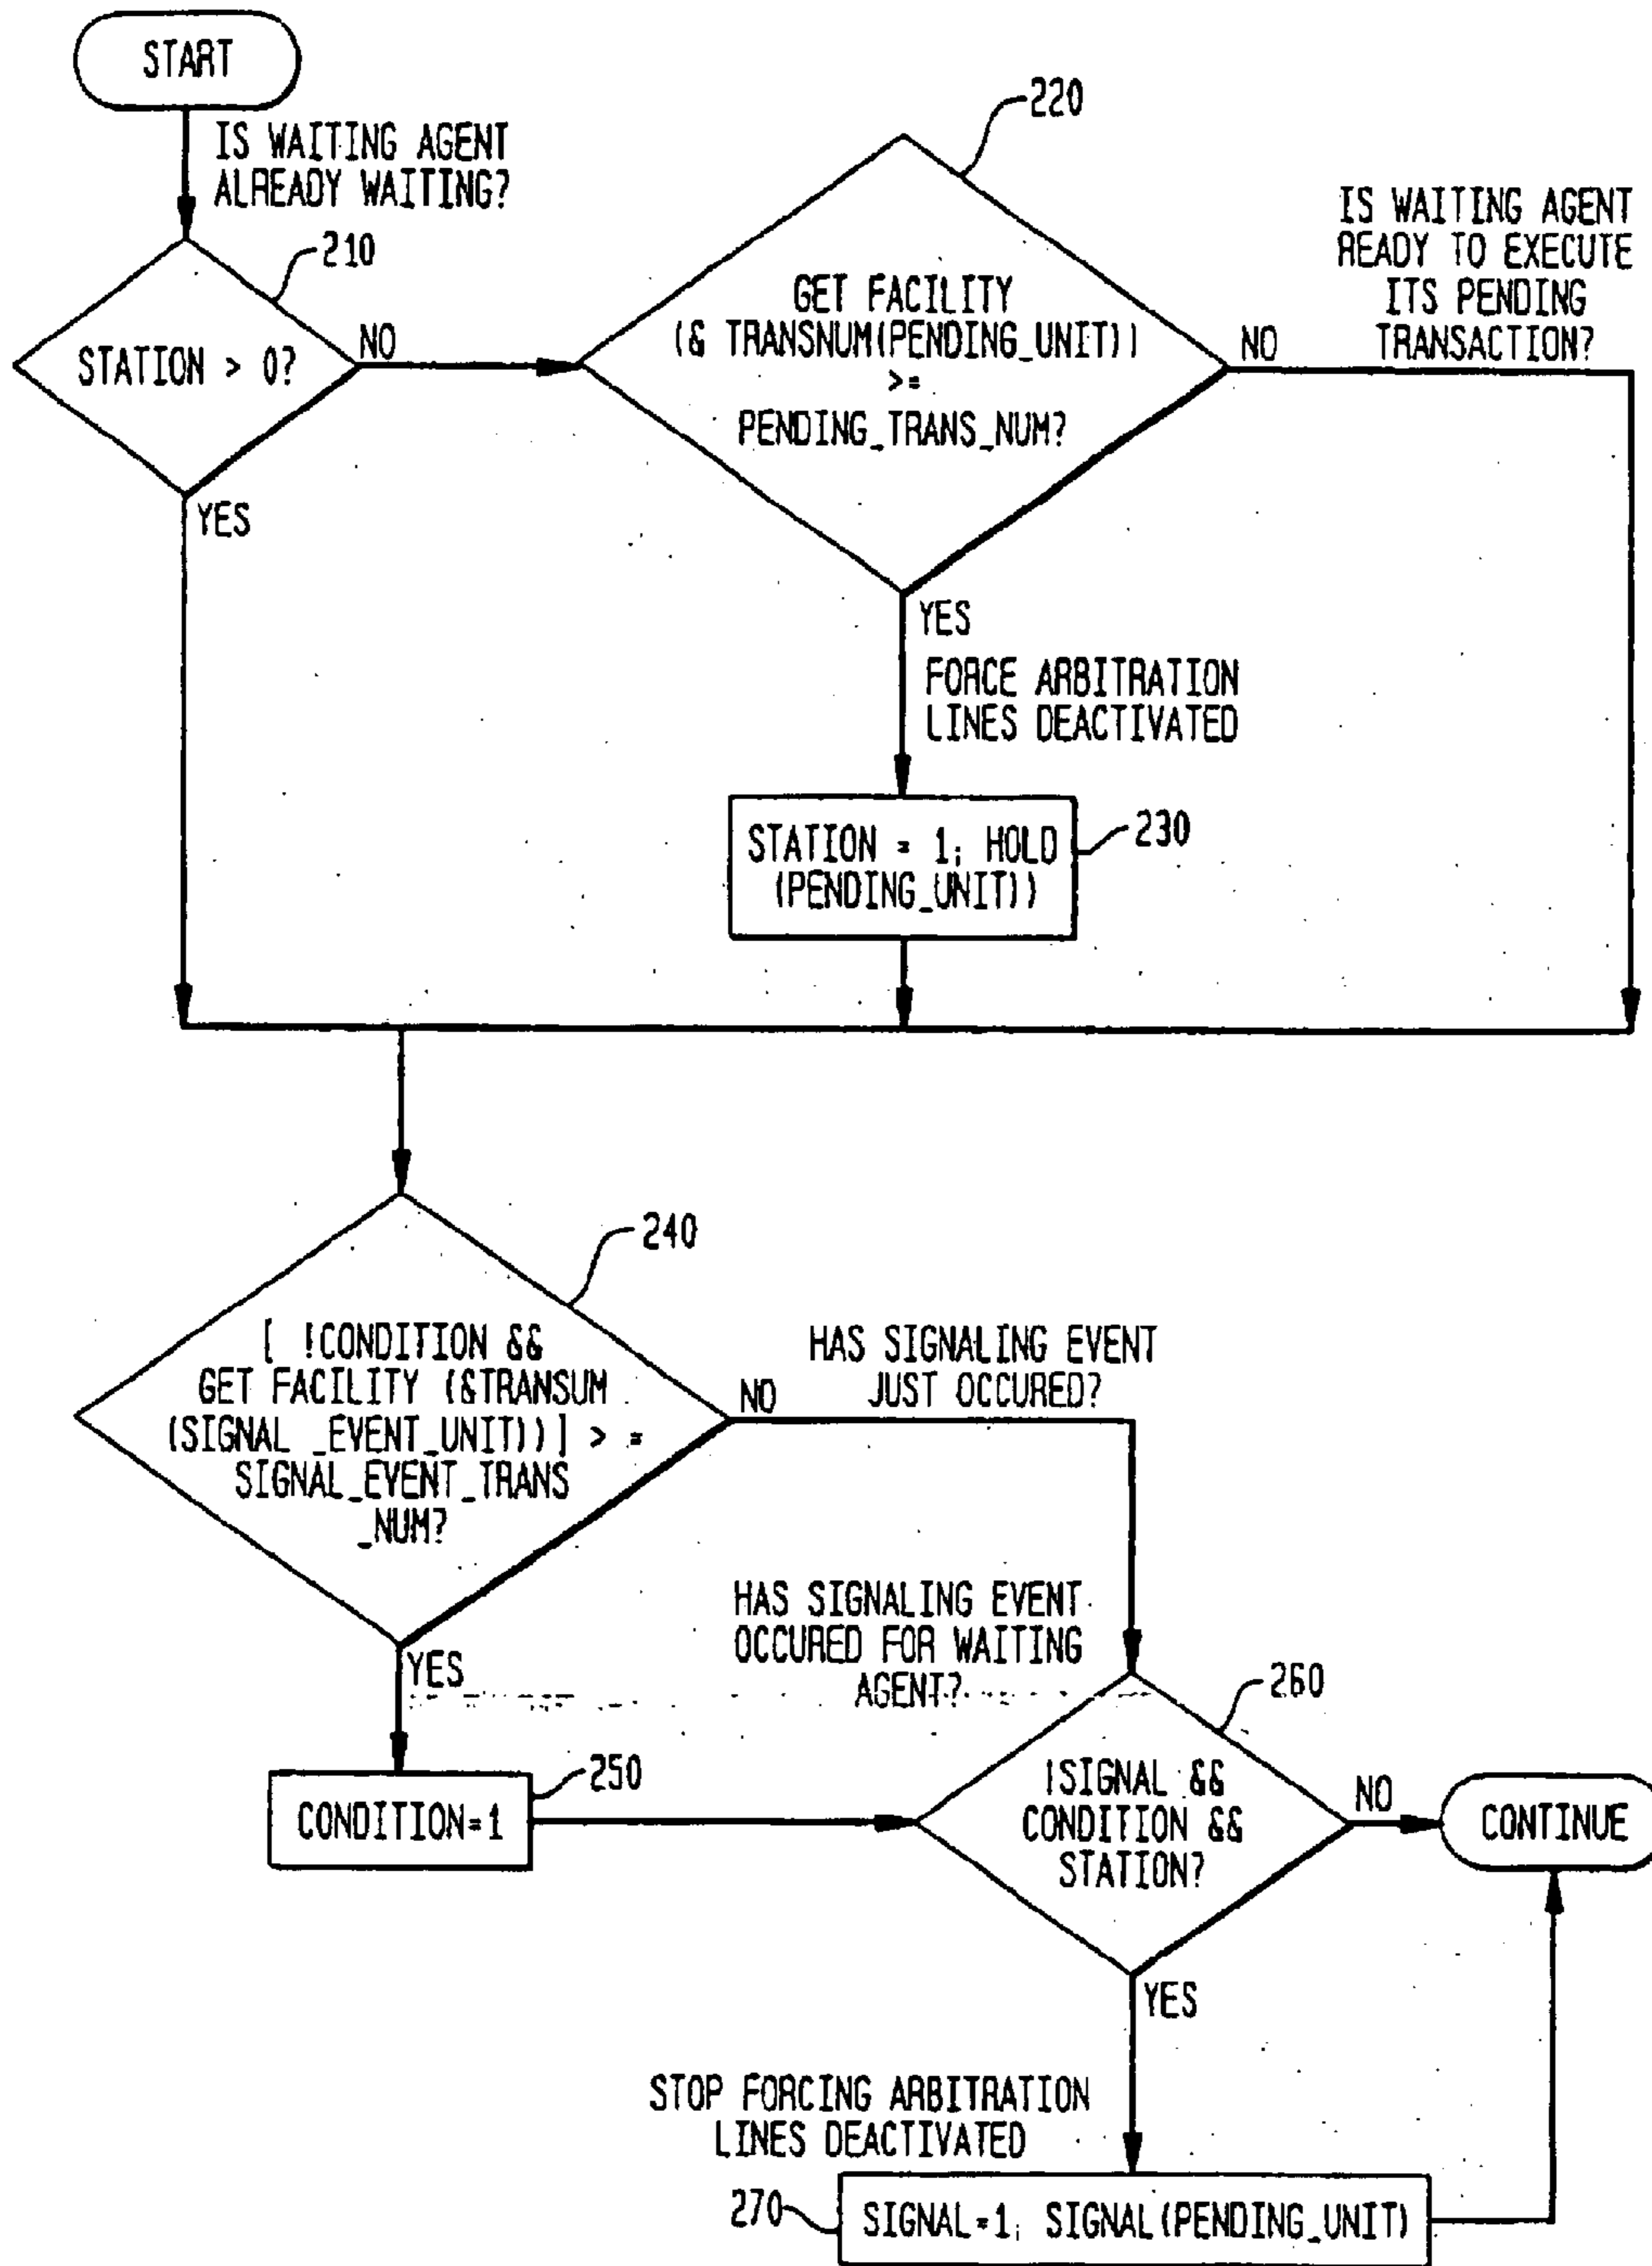 START
IS WAITING AGENT
ALREADY WAITING?
210
STATION > 0?
NO
YES
220
GET FACILITY
(& TRANSNUM(PENDING_UNIT))
>=
PENDING_TRANS_NUM?
NO
IS WAITING AGENT
READY TO EXECUTE
ITS PENDING
TRANSACTION?
YES
FORCE ARBITRATION
LINES DEACTIVATED
STATION = 1; HOLD
(PENDING_UNIT))
230
240
[ !CONDITION &&
GET FACILITY (&TRANSUM
(SIGNAL _EVENT_UNIT))] > =
SIGNAL_EVENT_TRANS
_NUM?
NO
HAS SIGNALING EVENT
JUST OCCURED?
YES
HAS SIGNALING EVENT
OCCURED FOR WAITING
AGENT?
250
CONDITION=1
260
!SIGNAL &&
CONDITION &&
STATION?
NO
CONTINUE
YES
STOP FORCING ARBITRATION
LINES DEACTIVATED
270
SIGNAL=1; SIGNAL(PENDING_UNIT)